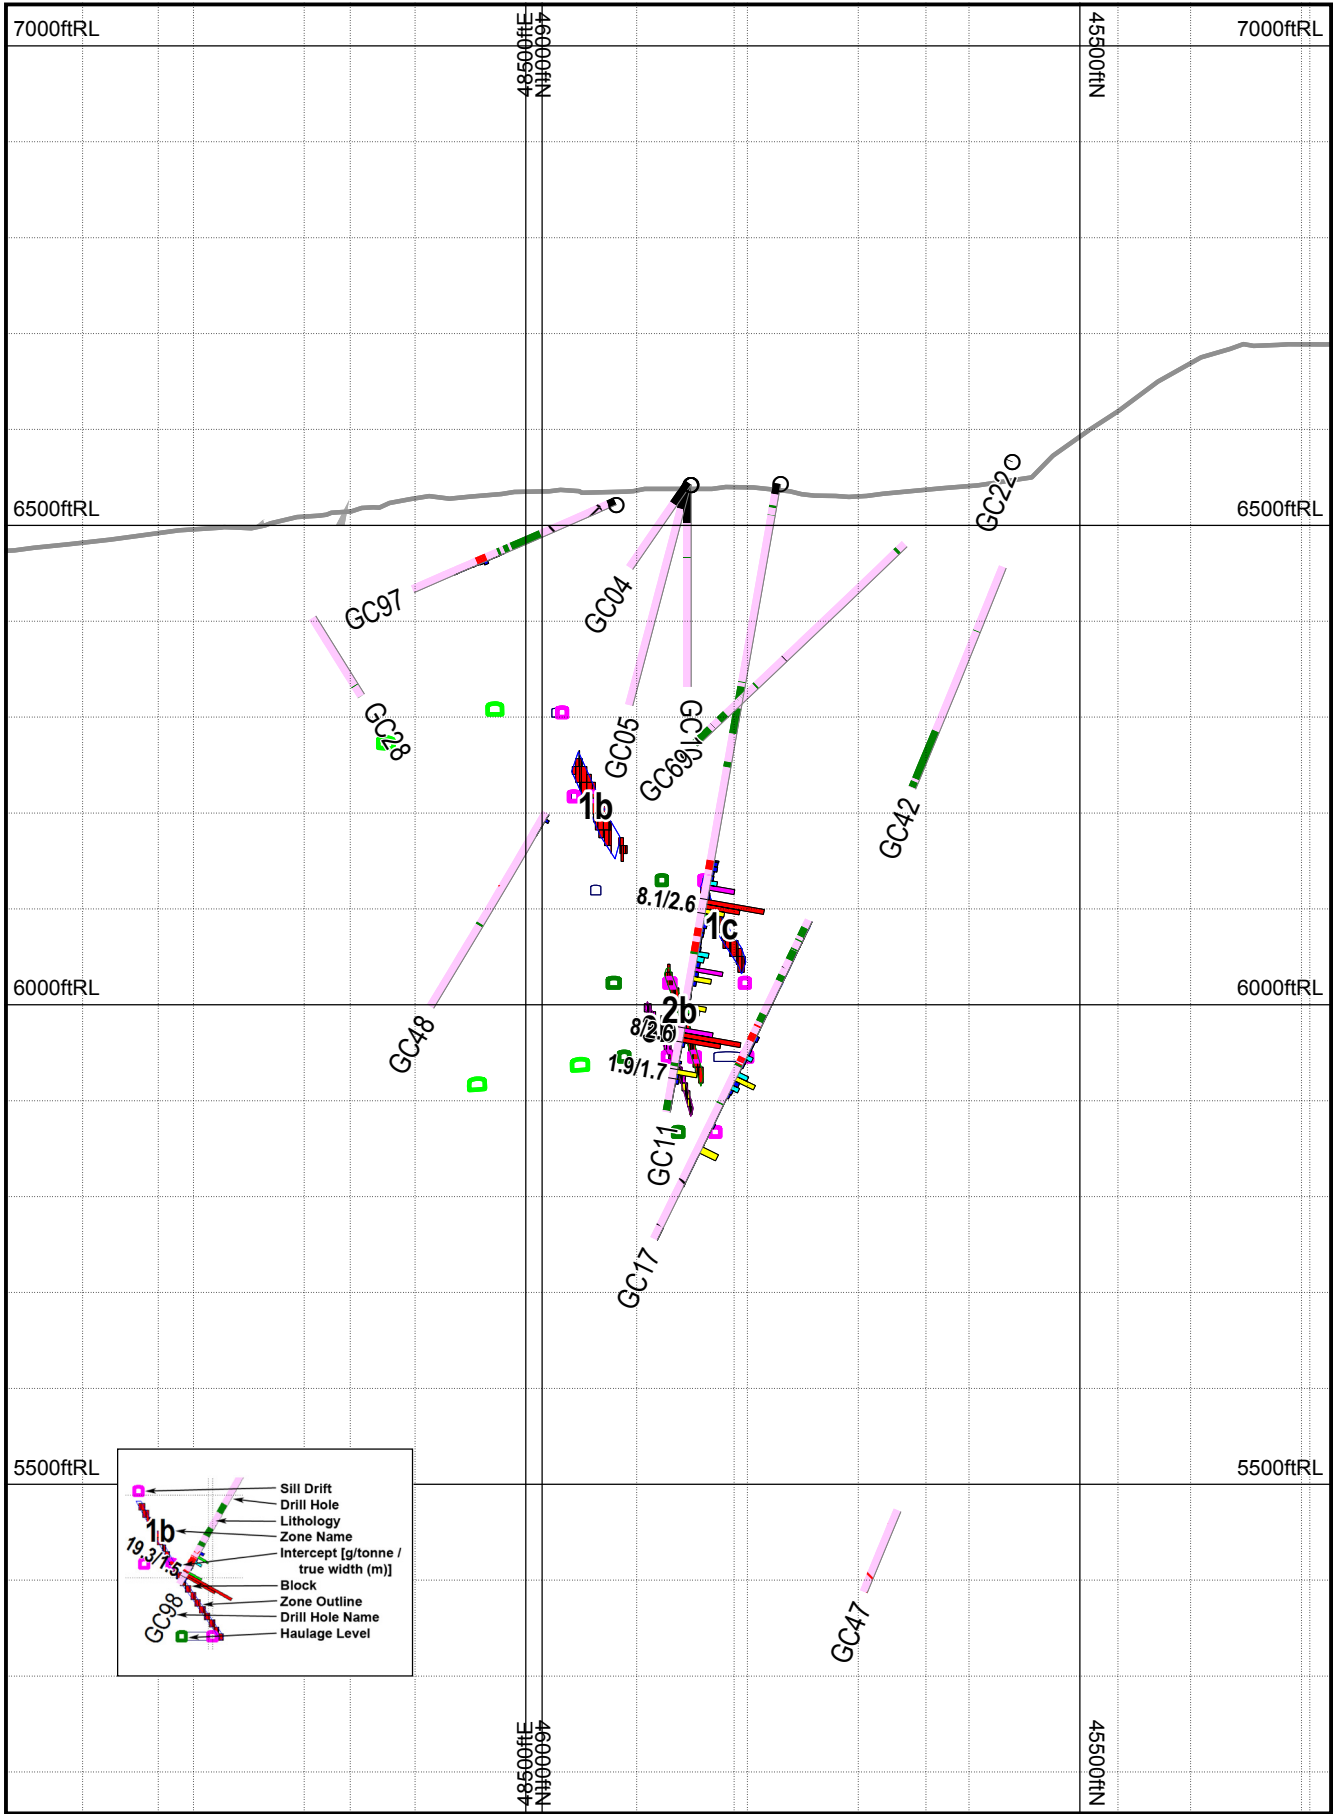 7000ftRL
48500ftE
46000ftN
45500ftN
7000ftRL
6500ftRL
6500ftRL
GC22
GC97
GC04
GC28
GC05
GC69
GC42
1b
8.1/2.6
1c
6000ftRL
6000ftRL
2b
8/2.6
GC48
1.9/1.7
GC11
GC17
5500ftRL
5500ftRL
Sill Drift
Drill Hole
Lithology
1b
Zone Name
19.3/1.5
Intercept [g/tonne /
true width (m)]
Block
Zone Outline
GC98
Drill Hole Name
Haulage Level
GC47
48500ftE
46000ftN
45500ftN